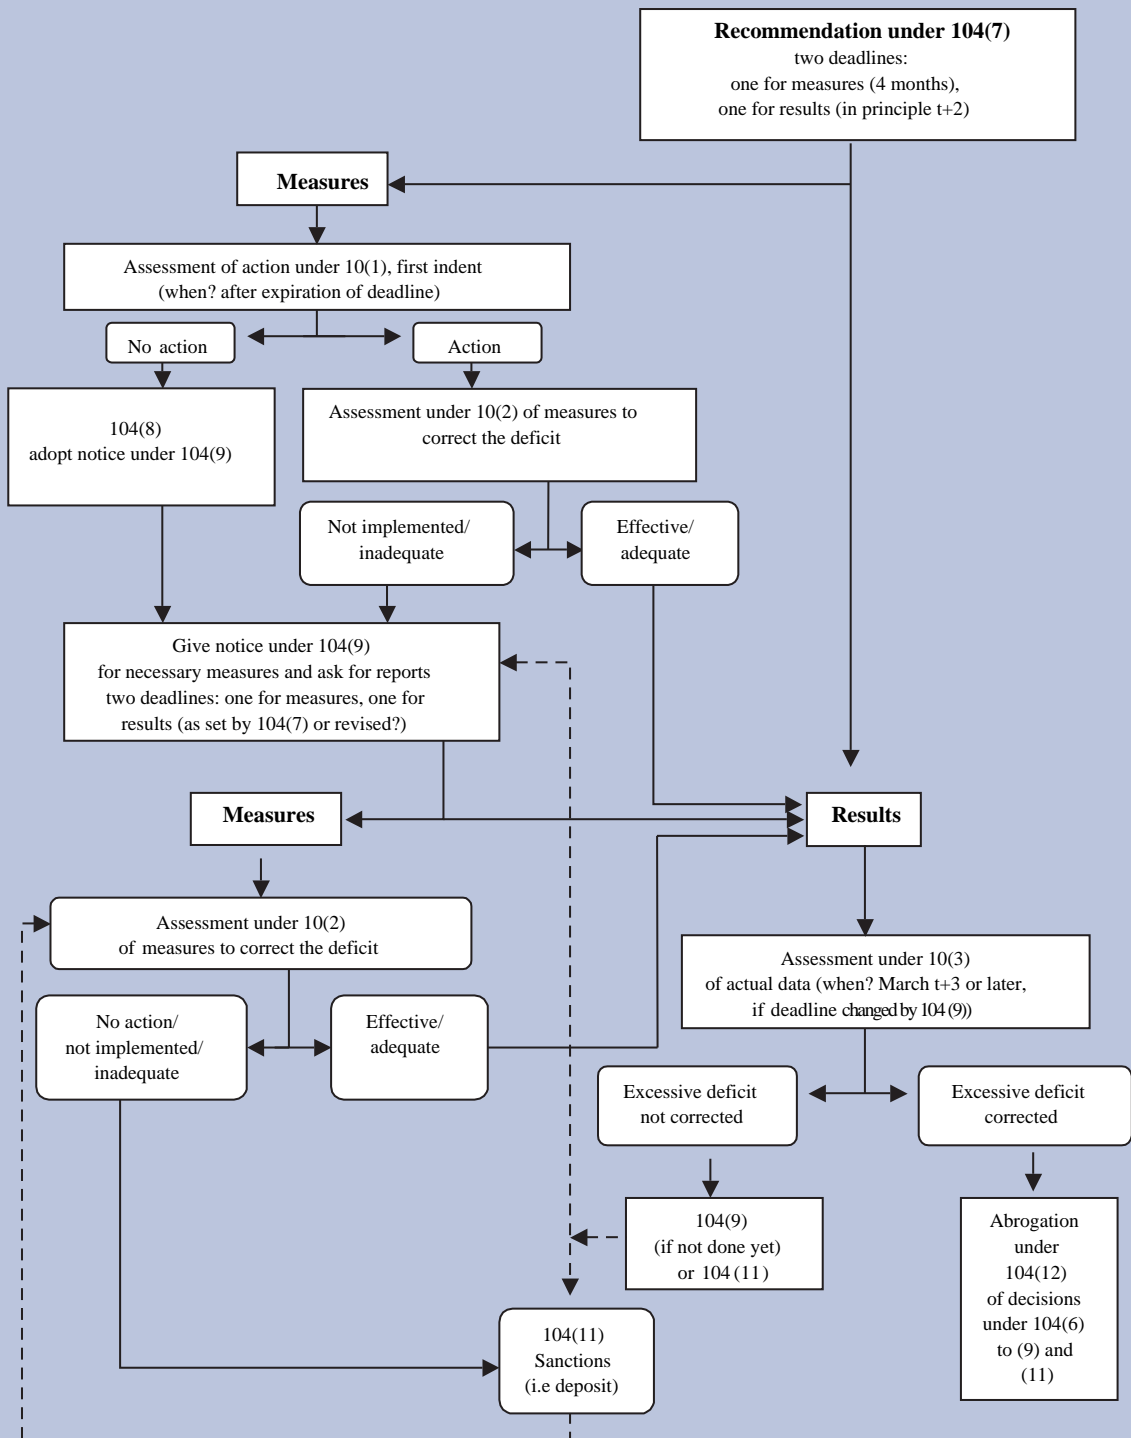 Recommendation under 104(7)
two deadlines:
one for measures (4 months),
one for results (in principle t+2)
Measures
Assessment of action under 10(1), first indent
(when? after expiration of deadline)
No action
Action
104(8)
adopt notice under 104(9)
Assessment under 10(2) of measures to
correct the deficit
Not implemented/
inadequate
Effective/
adequate
Give notice under 104(9)
for necessary measures and ask for reports
two deadlines: one for measures, one for
results (as set by 104(7) or revised?)
Measures
Results
Assessment under 10(2)
of measures to correct the deficit
Assessment under 10(3)
of actual data (when? March t+3 or later,
if deadline changed by 104 (9))
No action/
not implemented/
inadequate
Effective/
adequate
Excessive deficit
not corrected
Excessive deficit
corrected
104(9)
(if not done yet)
or 104 (11)
Abrogation
under
104(12)
of decisions
under 104(6)
to (9) and
(11)
104(11)
Sanctions
(i.e deposit)